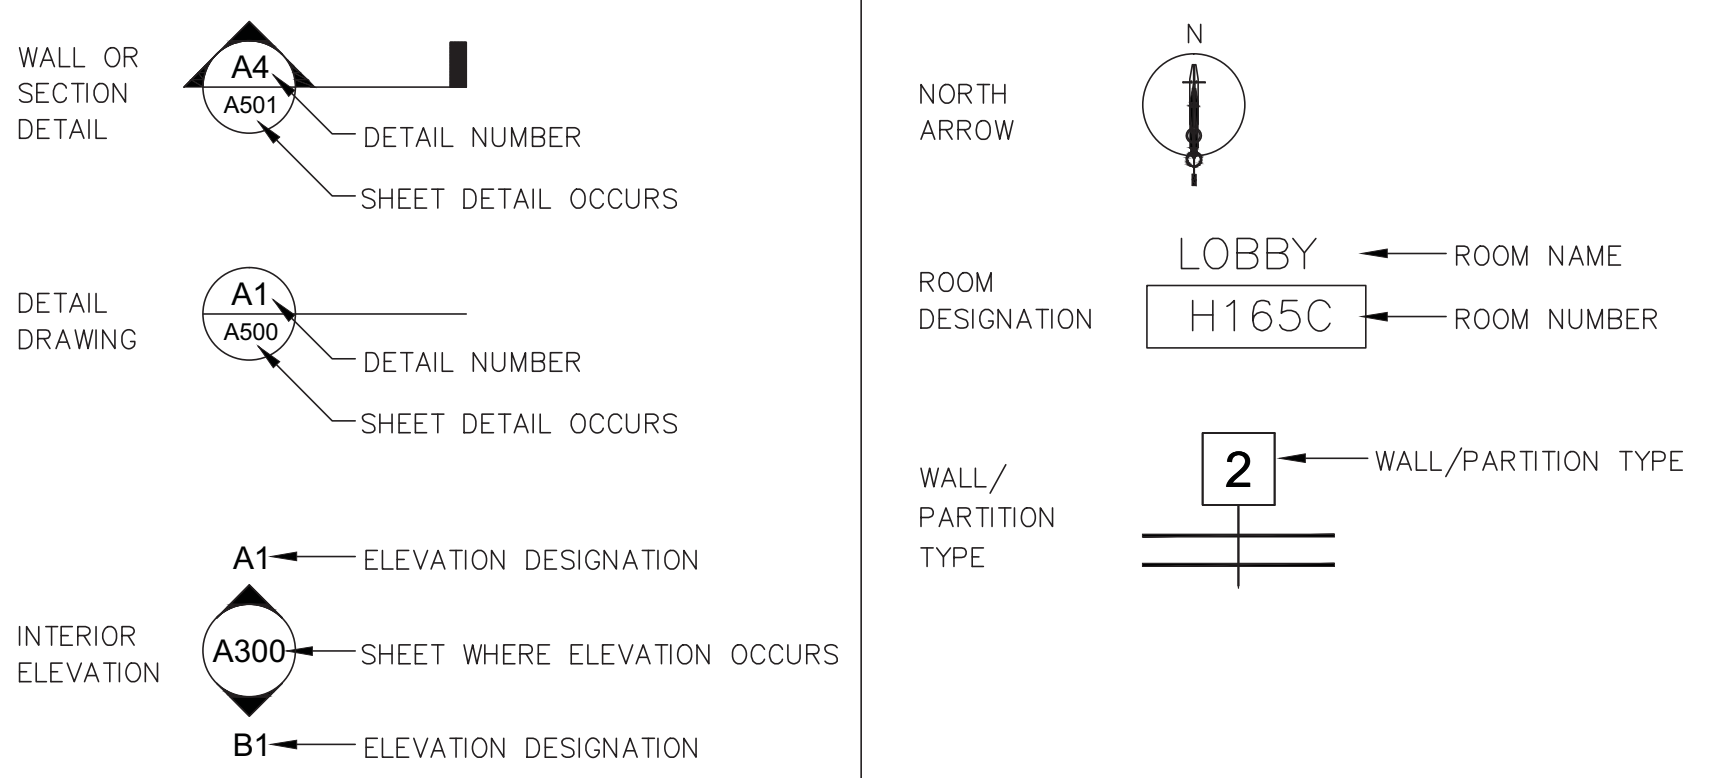 WALL OR
SECTION
DETAIL
A4
A501
DETAIL NUMBER
SHEET DETAIL OCCURS
DETAIL
DRAWING
A1
A500
DETAIL NUMBER
SHEET DETAIL OCCURS
INTERIOR
ELEVATION
A1
ELEVATION DESIGNATION
A300
SHEET WHERE ELEVATION OCCURS
B1
ELEVATION DESIGNATION
NORTH
ARROW
N
ROOM
DESIGNATION
LOBBY
ROOM NAME
H165C
ROOM NUMBER
WALL/
PARTITION
TYPE
2
WALL/PARTITION TYPE